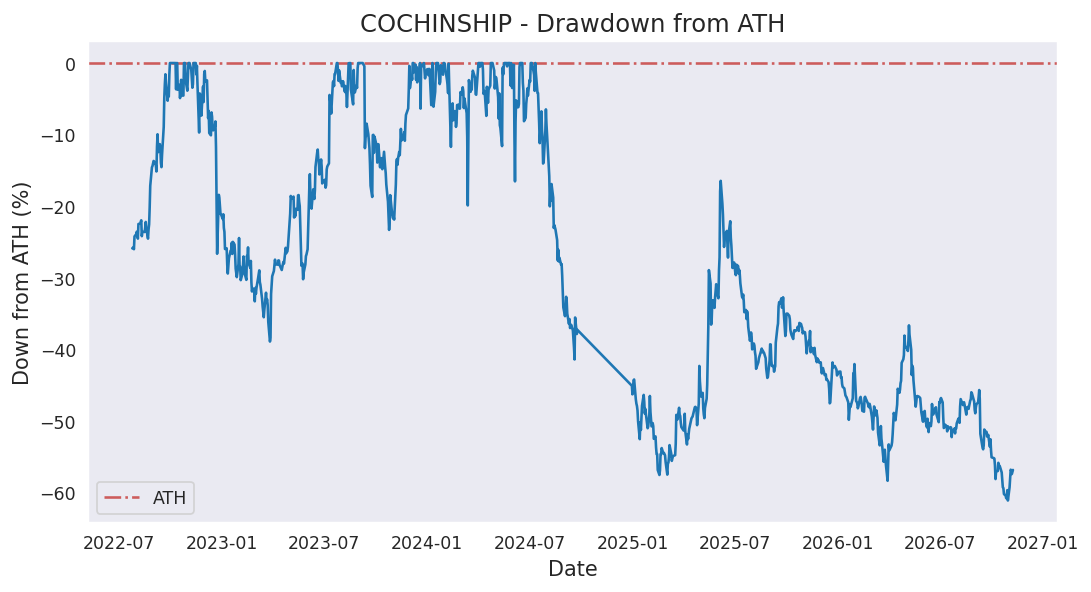 COCHINSHIP - Drawdown from ATH
Down from ATH (%)
0
−10
−20
−30
−40
−50
−60
ATH
2022-07 2023-01 2023-07 2024-01 2024-07 2025-01 2025-07 2026-01 2026-07 2027-01
Date